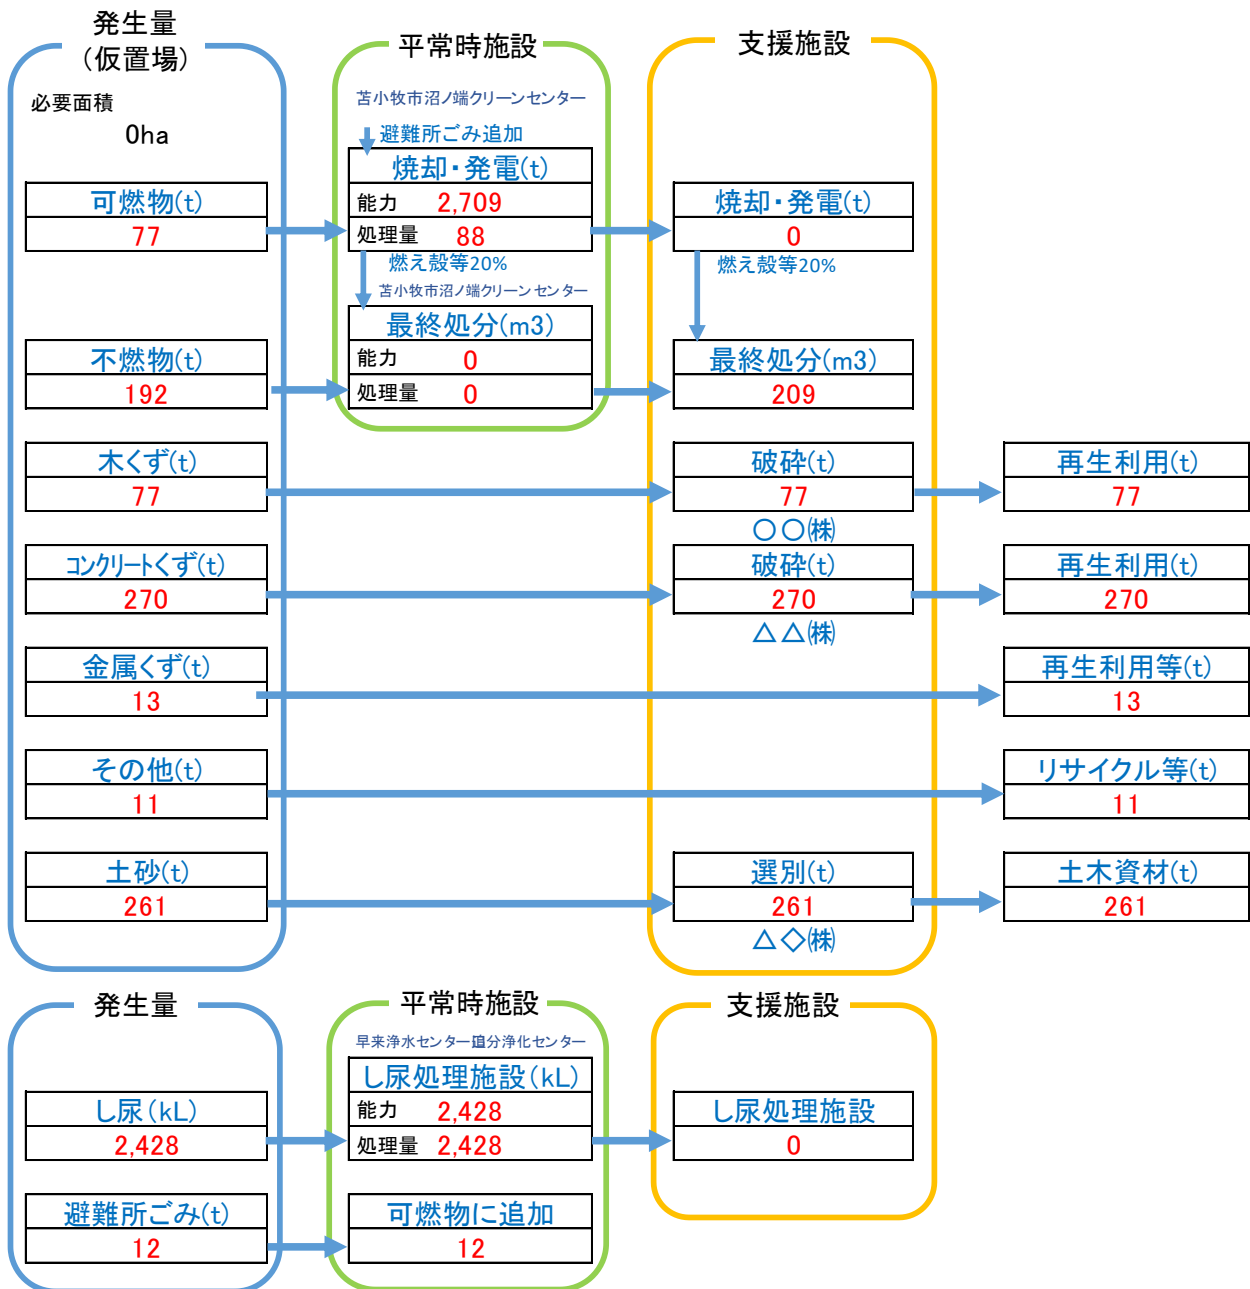 発生量
(仮置場)
必要面積
0ha
可燃物(t)
77
不燃物(t)
192
木くず(t)
77
コンクリートくず(t)
270
金属くず(t)
13
その他(t)
11
土砂(t)
261
平常時施設
苫小牧市沼ノ端クリーンセンター
避難所ごみ追加
焼却・発電(t)
能力 2,709
処理量 88
燃え殻等20%
苫小牧市沼ノ端クリーンセンター
最終処分(m3)
能力 0
処理量 0
支援施設
焼却・発電(t)
0
燃え殻等20%
最終処分(m3)
209
破砕(t)
77
○○㈱
破砕(t)
270
△△㈱
選別(t)
261
△◇㈱
再生利用(t)
77
再生利用(t)
270
再生利用等(t)
13
リサイクル等(t)
11
土木資材(t)
261
発生量
し尿(kL)
2,428
避難所ごみ(t)
12
平常時施設
早来浄水センター追分浄化センター
し尿処理施設(kL)
能力 2,428
処理量 2,428
可燃物に追加
12
支援施設
し尿処理施設
0